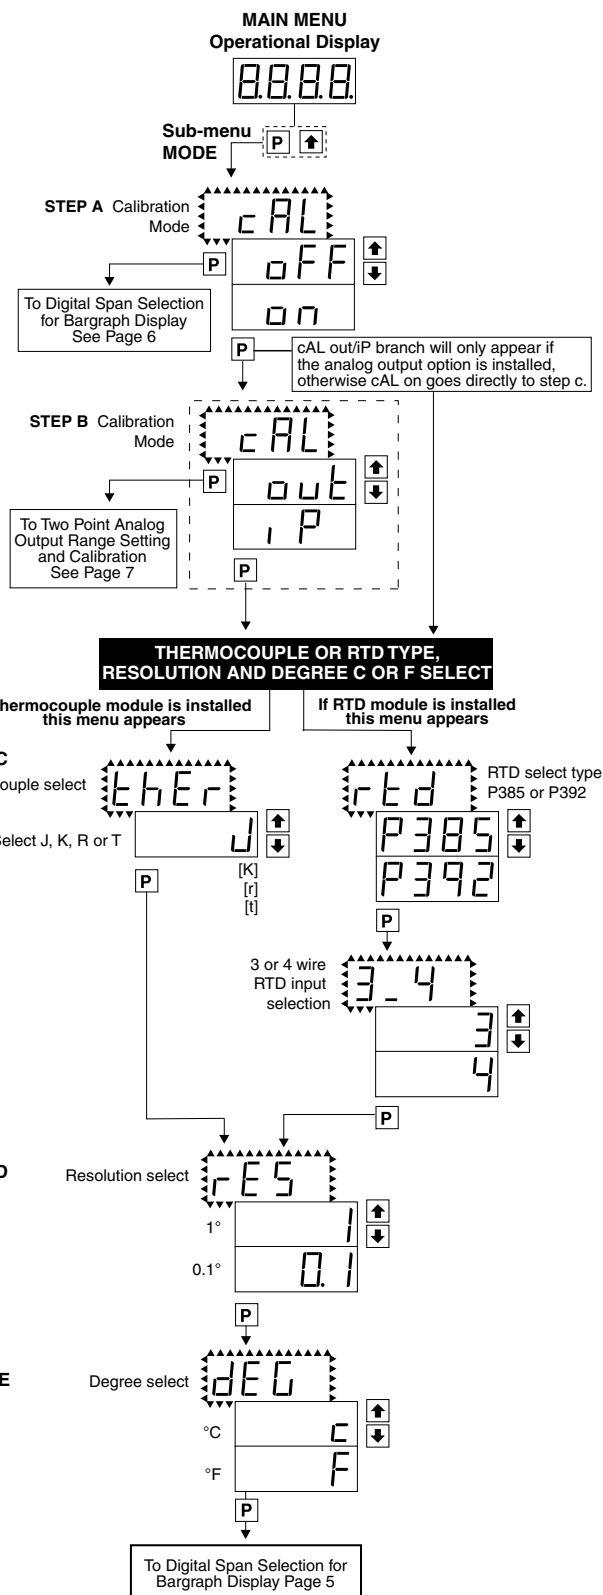 MAIN MENU
Operational Display
8.8.8.8.
Sub-menu
MODE
P
STEP A Calibration
Mode
cAL
P
oFF
on
To Digital Span Selection
for Bargraph Display
See Page 6
P
cAL out/iP branch will only appear if
the analog output option is installed,
otherwise cAL on goes directly to step c.
STEP B Calibration
Mode
cAL
P
out
iP
To Two Point Analog
Output Range Setting
and Calibration
See Page 7
P
THERMOCOUPLE OR RTD TYPE,
RESOLUTION AND DEGREE C OR F SELECT
hermocouple module is installed
this menu appears
If RTD module is installed
this menu appears
C
ouple select
thEr
Select J, K, R or T
J
[K]
[r]
[t]
P
rtd
RTD select type
P385 or P392
P385
P392
P
3 or 4 wire
RTD input
selection
3_4
3
4
P
D
Resolution select
rES
1°
1
0.1°
0.1
P
E
Degree select
dEG
°C
c
°F
F
P
To Digital Span Selection for
Bargraph Display Page 5